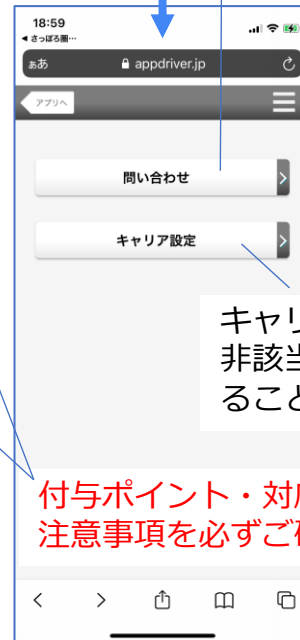 18:59
◀ さっぽろ圏…
ああ
appdriver.jp
アプリへ
問い合わせ
キャリア設定
キャリ
非該当
ること
付与ポイント・対応
注意事項を必ずご確